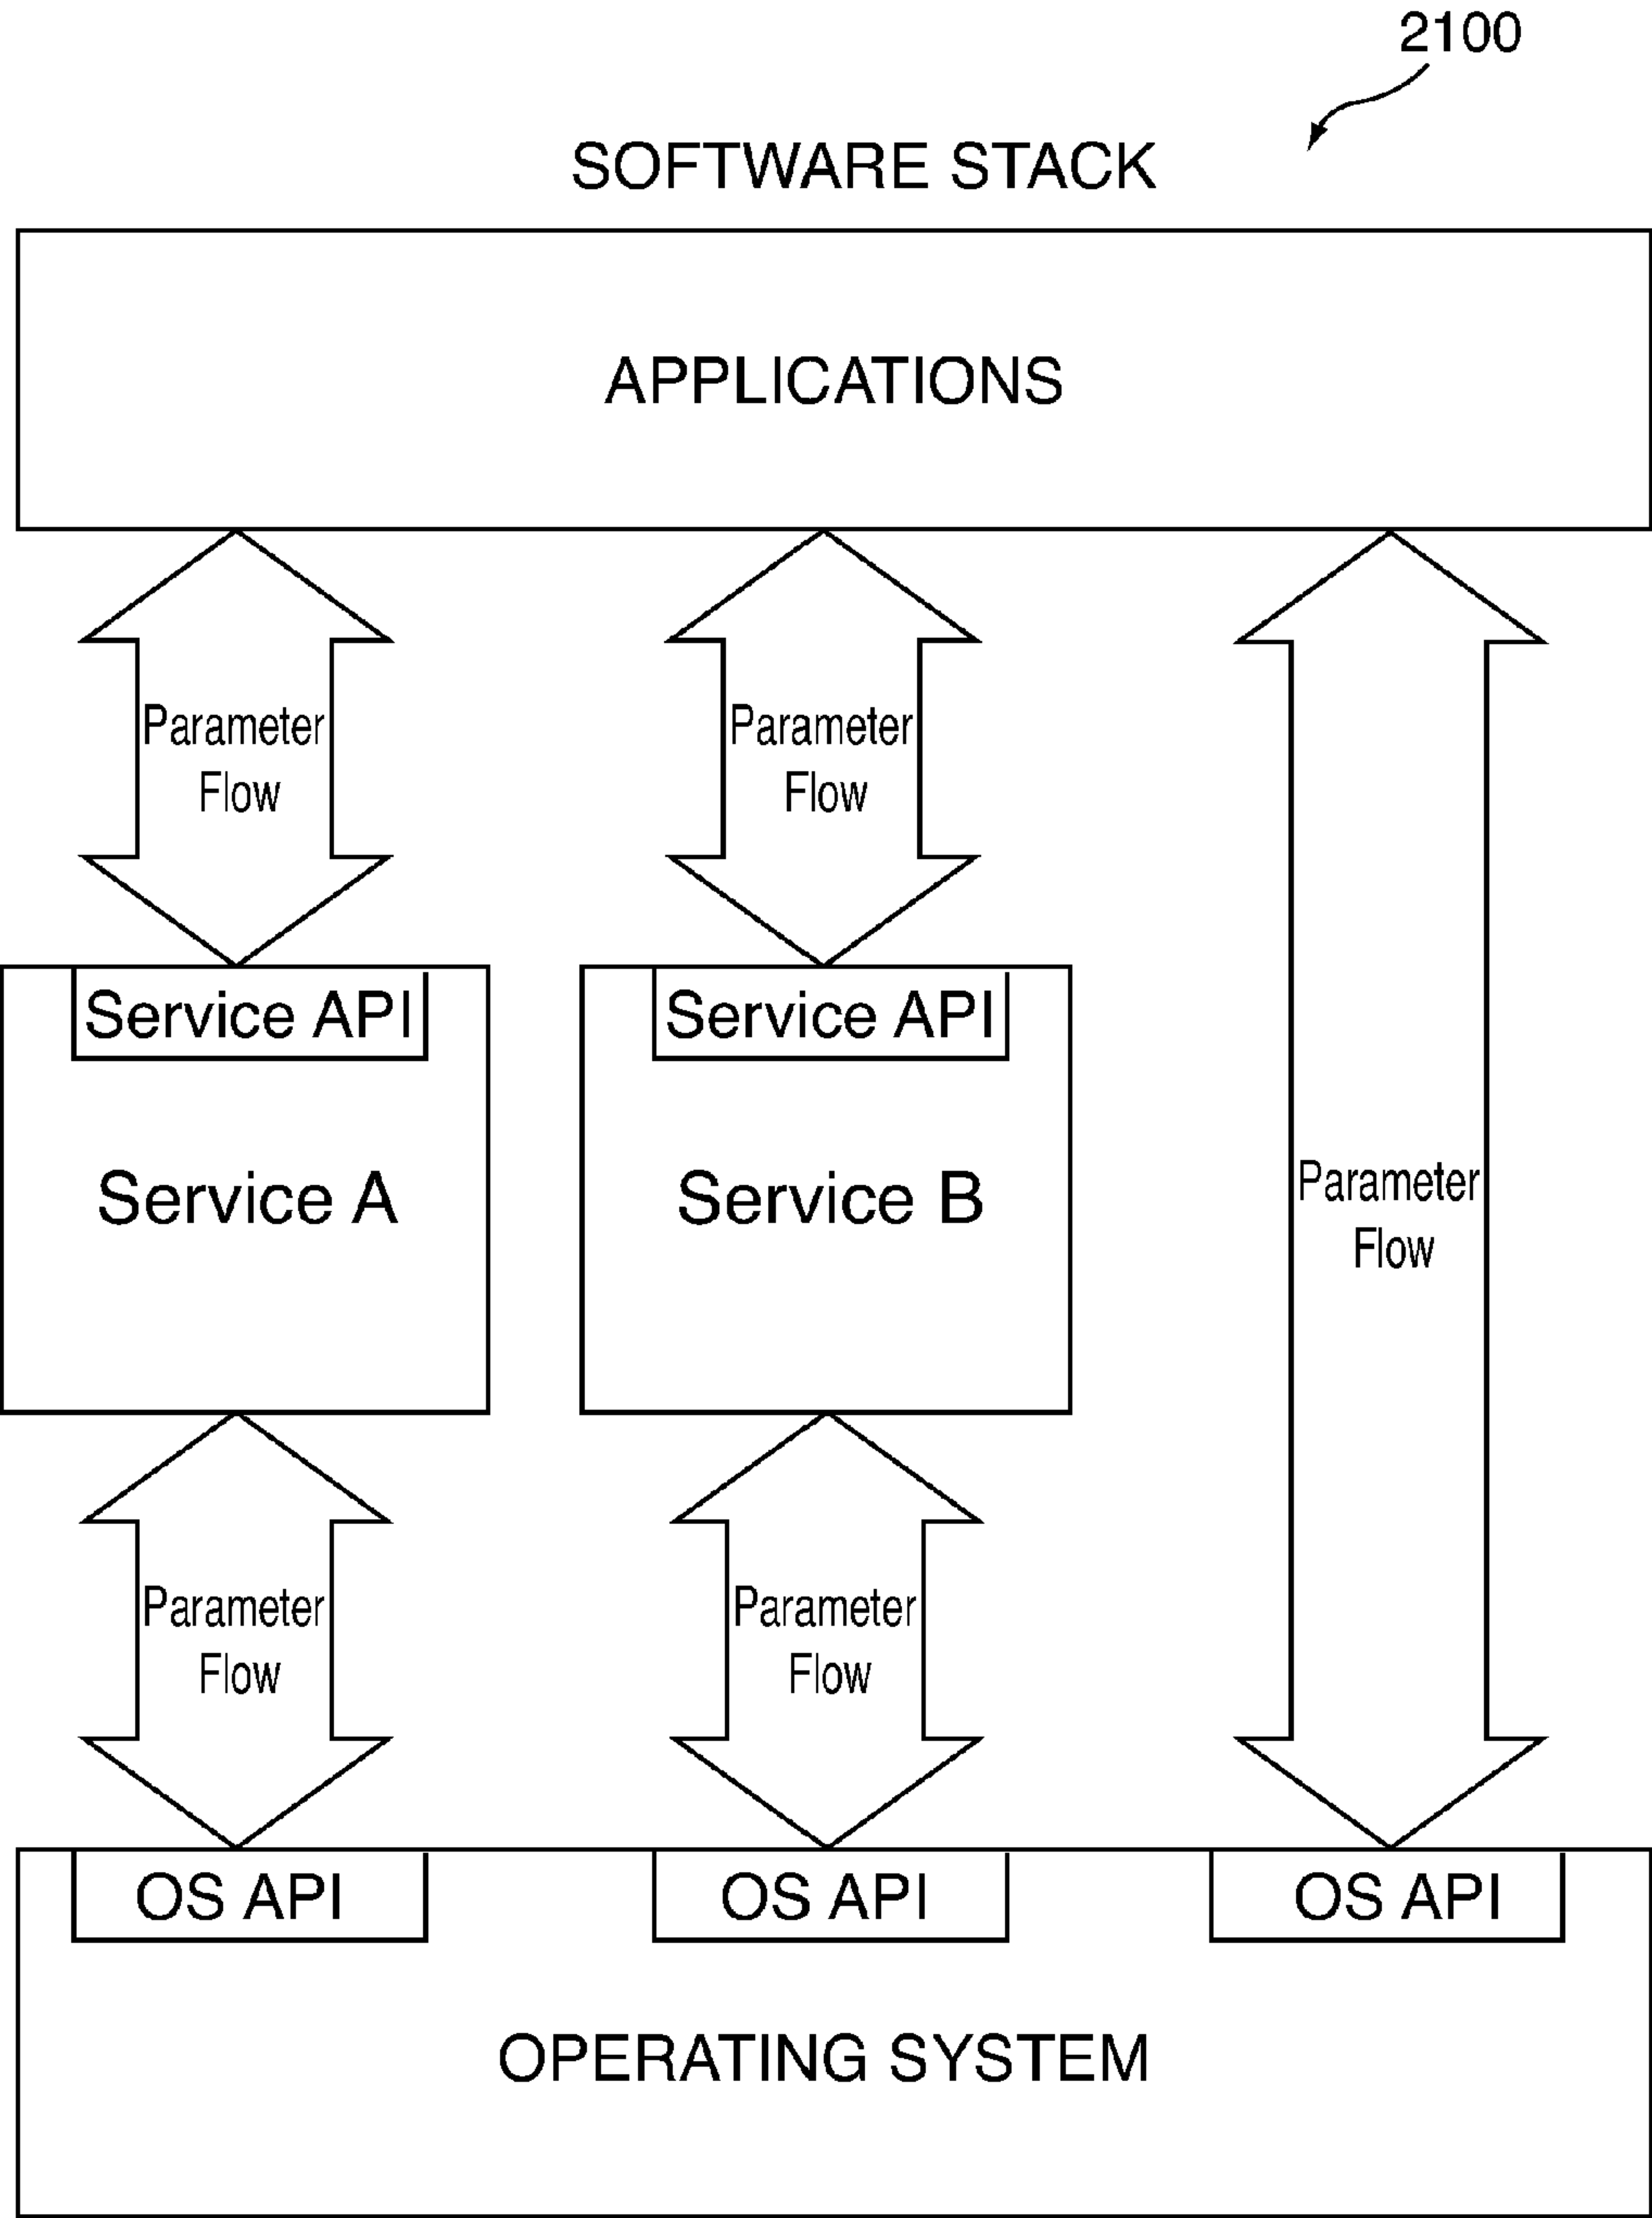 2100
SOFTWARE STACK
APPLICATIONS
Parameter
Flow
Parameter
Flow
Service API
Service API
Service A
Service B
Parameter
Flow
Parameter
Flow
Parameter
Flow
OS API
OS API
OS API
OPERATING SYSTEM